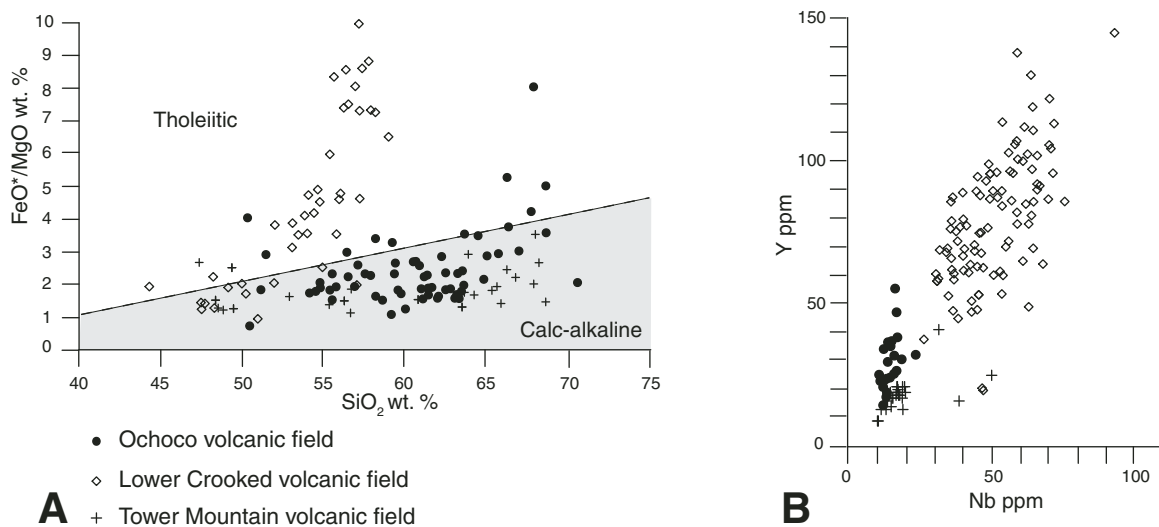 10
9
8
7
6
5
4
3
2
1
0
FeO*/MgO wt. %
Tholeiitic
Calc-alkaline
40 45 50 55 60 65 70 75
SiO2 wt. %
Ochoco volcanic field
Lower Crooked volcanic field
Tower Mountain volcanic field
A
150
100
50
0
Y ppm
0 50 100
Nb ppm
B